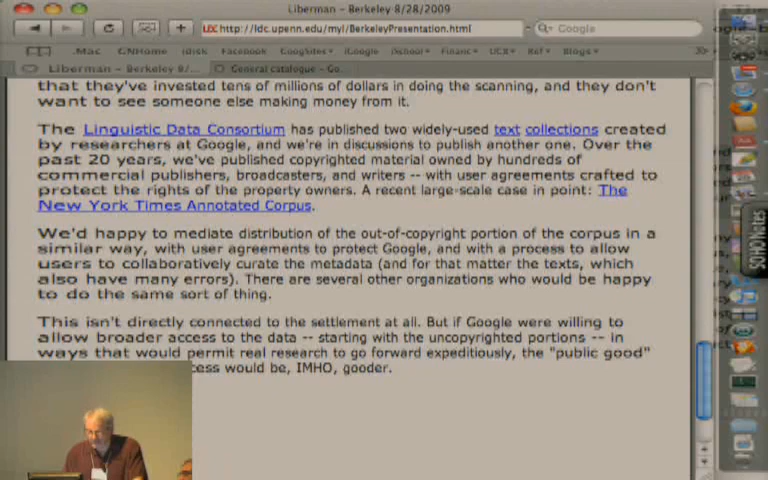 Liberman – Berkeley 8/28/2009
http://ldc.upenn.edu/myl/BerkeleyPresentation.html
Google
.Mac GNHome iDisk Facebook iGoogle UCB Ref Blogs
Liberman – Berkeley 8/... General catalogue – Go...
that they've invested tens of millions of dollars in doing the scanning, and they don't
want to see someone else making money from it.
The Linguistic Data Consortium has published two widely-used text collections created
by researchers at Google, and we're in discussions to publish another one. Over the
past 20 years, we've published copyrighted material owned by hundreds of
commercial publishers, broadcasters, and writers -- with user agreements crafted to
protect the rights of the property owners. A recent large-scale case in point: The
New York Times Annotated Corpus.
We'd happy to mediate distribution of the out-of-copyright portion of the corpus in a
similar way, with user agreements to protect Google, and with a process to allow
users to collaboratively curate the metadata (and for that matter the texts, which
also have many errors). There are several other organizations who would be happy
to do the same sort of thing.
This isn't directly connected to the settlement at all. But if Google were willing to
allow broader access to the data -- starting with the uncopyrighted portions -- in
ways that would permit real research to go forward expeditiously, the "public good"
cess would be, IMHO, gooder.
SOHO Notes